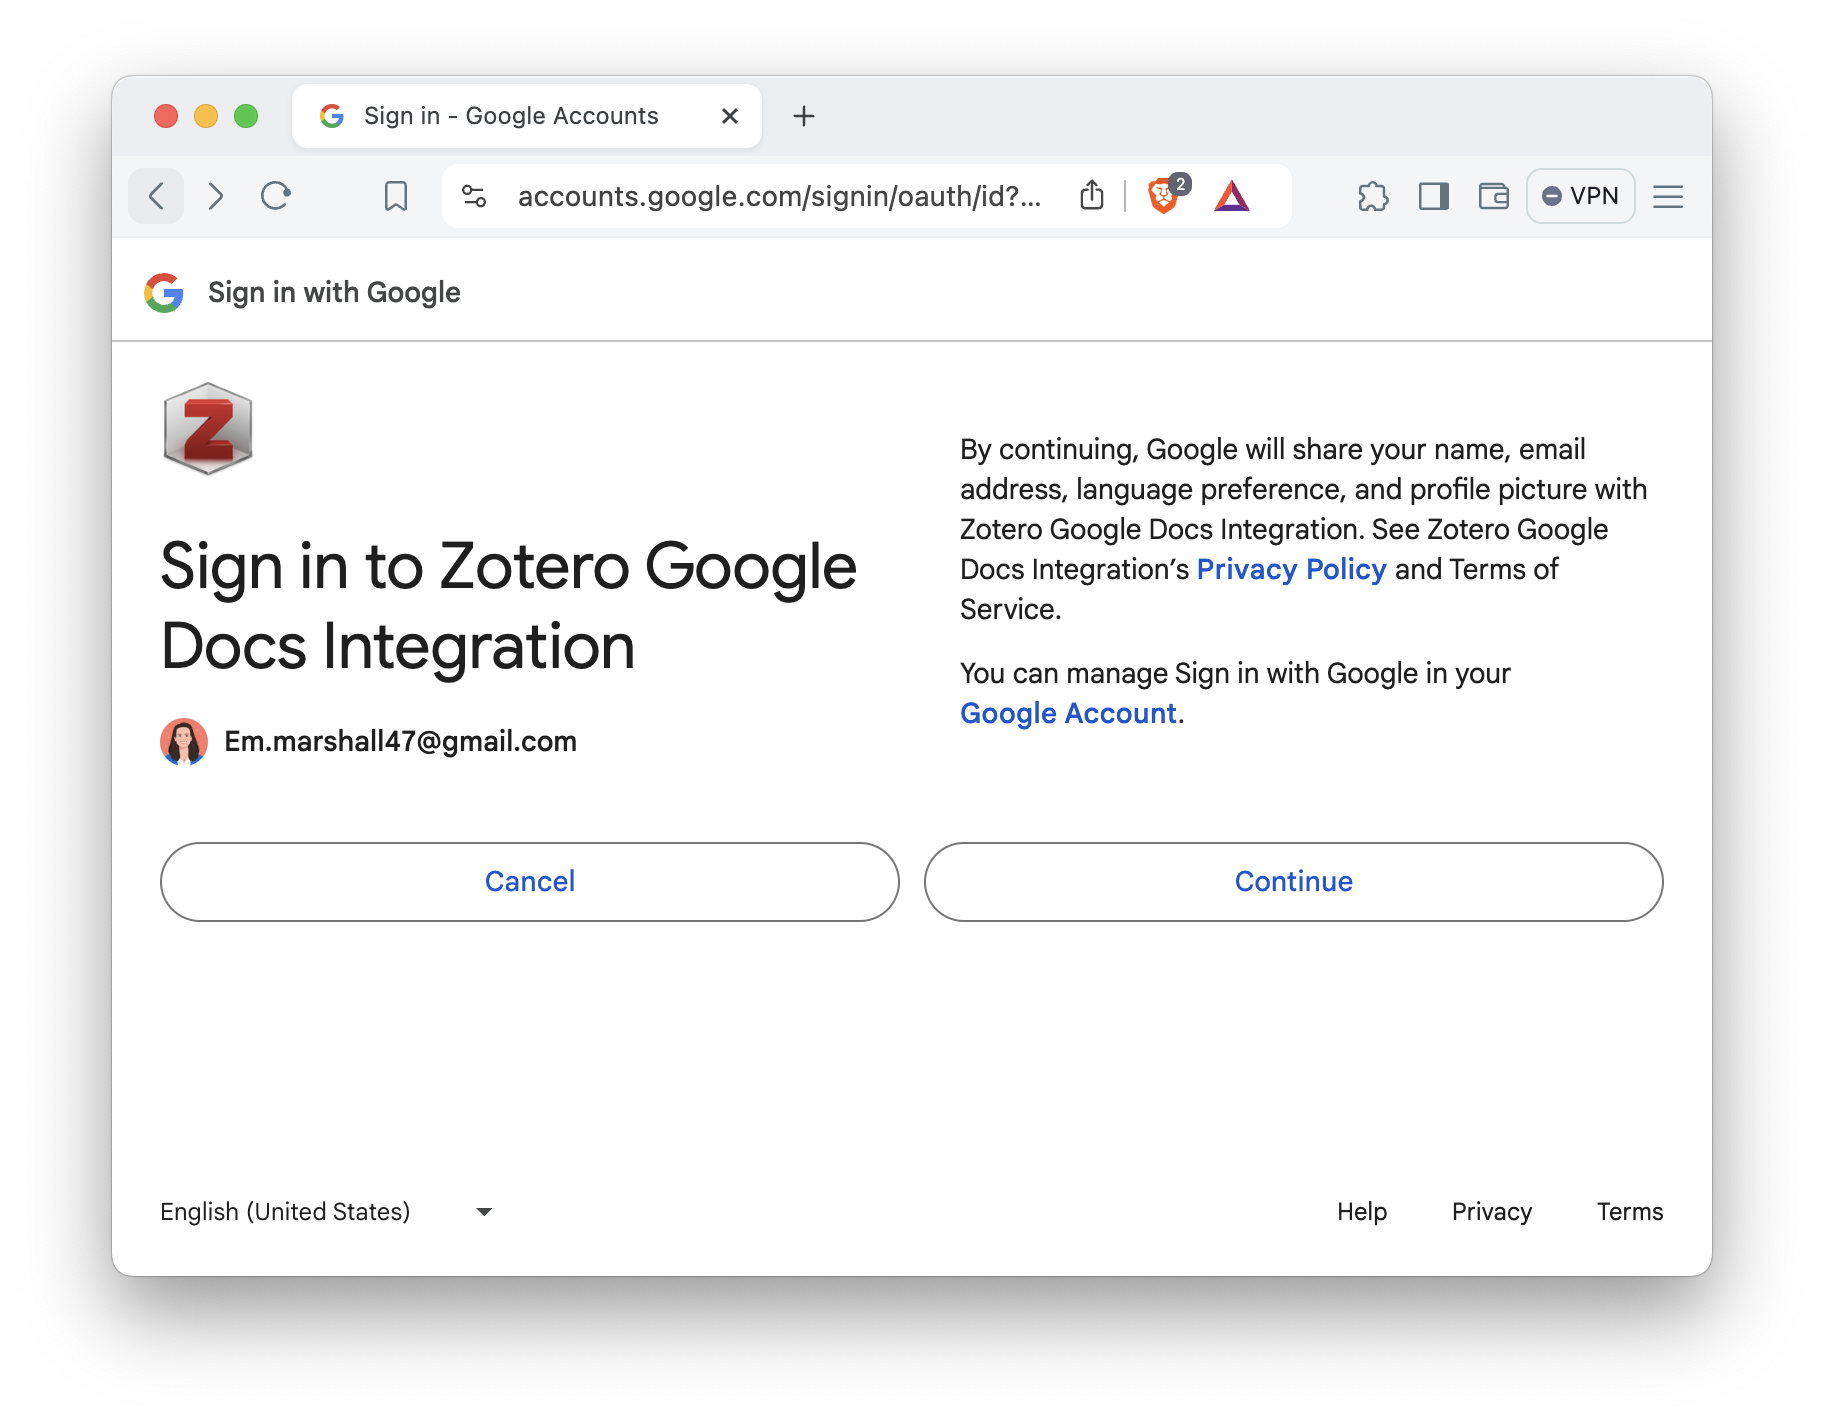 Sign in - Google Accounts
accounts.google.com/signin/oauth/id?...
2
VPN
Sign in with Google
Z
Sign in to Zotero Google
Docs Integration
Em.marshall47@gmail.com
By continuing, Google will share your name, email
address, language preference, and profile picture with
Zotero Google Docs Integration. See Zotero Google
Docs Integration’s Privacy Policy and Terms of
Service.
You can manage Sign in with Google in your
Google Account.
Cancel
Continue
English (United States)
Help
Privacy
Terms